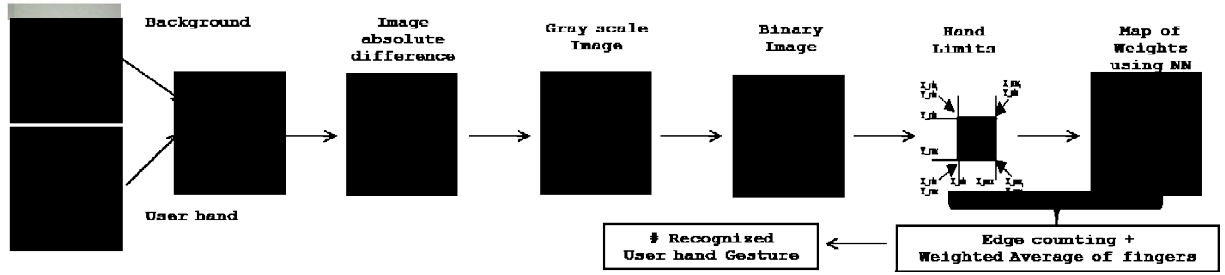 Background
User hand
Image
absolute
difference
Gray scale
Image
Binary
Image
Hand
Limits
Map of
Weights
using NN
Edge counting +
Weighted Average of fingers
# Recognized
User hand Gesture